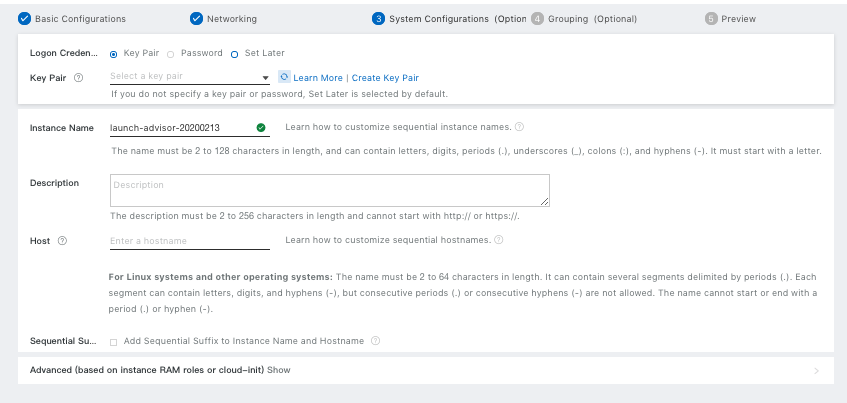 Basic Configurations
Networking
3 System Configurations (Option
4 Grouping (Optional)
5 Preview
Logon Creden... Key Pair Password Set Later
Key Pair ? Select a key pair Learn More | Create Key Pair
If you do not specify a key pair or password, Set Later is selected by default.
Instance Name launch-advisor-20200213 Learn how to customize sequential instance names. ?
The name must be 2 to 128 characters in length, and can contain letters, digits, periods (.), underscores (_), colons (:), and hyphens (-). It must start with a letter.
Description Description
The description must be 2 to 256 characters in length and cannot start with http:// or https://.
Host ? Enter a hostname Learn how to customize sequential hostnames. ?
For Linux systems and other operating systems: The name must be 2 to 64 characters in length. It can contain several segments delimited by periods (.). Each
segment can contain letters, digits, and hyphens (-), but consecutive periods (.) or consecutive hyphens (-) are not allowed. The name cannot start or end with a
period (.) or hyphen (-).
Sequential Su... Add Sequential Suffix to Instance Name and Hostname ?
Advanced (based on instance RAM roles or cloud-init) Show